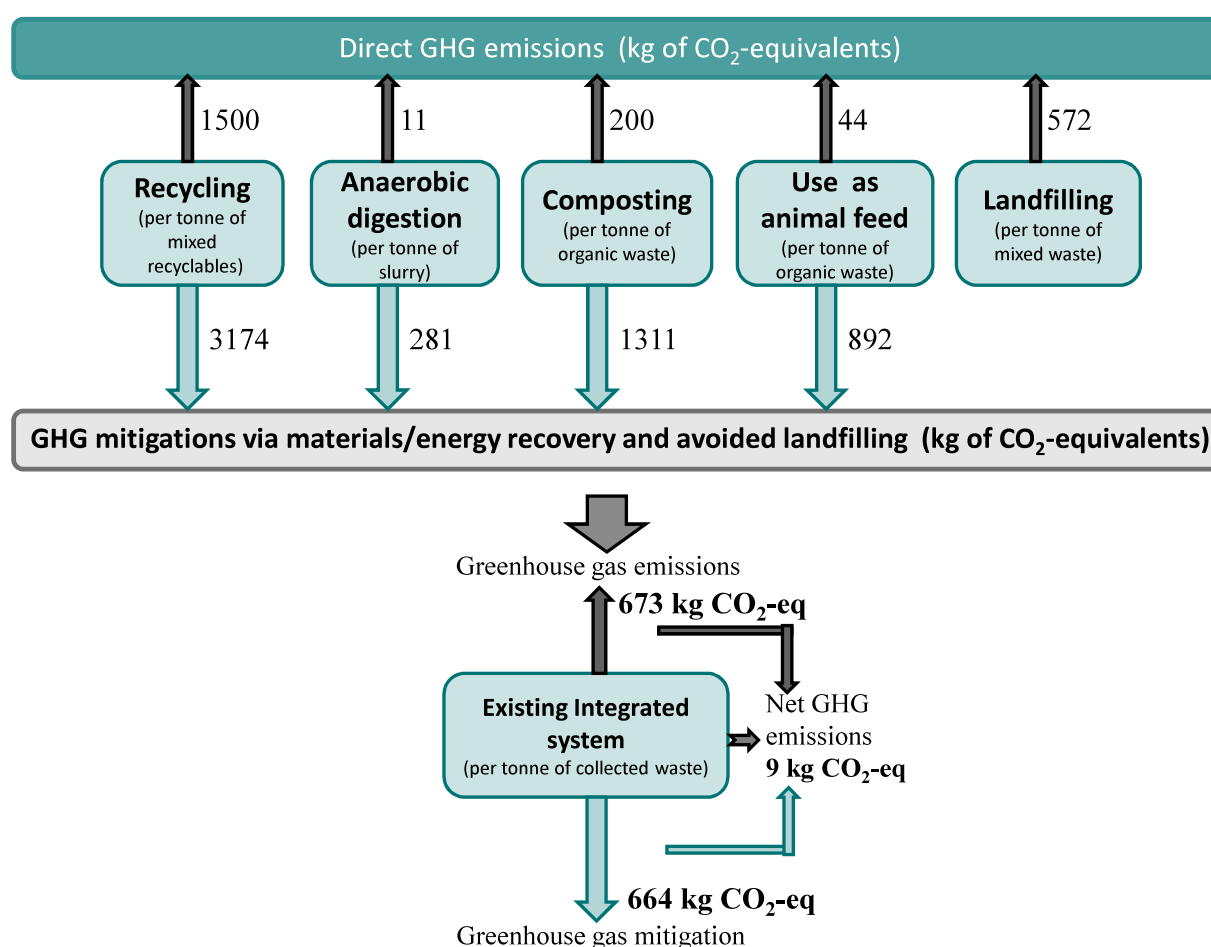 Direct GHG emissions (kg of CO₂-equivalents)
1500
11
200
44
572
Recycling
(per tonne of
mixed
recyclables)
Anaerobic
digestion
(per tonne of
slurry)
Composting
(per tonne of
organic waste)
Use as
animal feed
(per tonne of
organic waste)
Landfilling
(per tonne of
mixed waste)
3174
281
1311
892
GHG mitigations via materials/energy recovery and avoided landfilling (kg of CO₂-equivalents)
Greenhouse gas emissions
673 kg CO₂-eq
Existing Integrated
system
(per tonne of collected waste)
Net GHG
emissions
9 kg CO₂-eq
664 kg CO₂-eq
Greenhouse gas mitigation